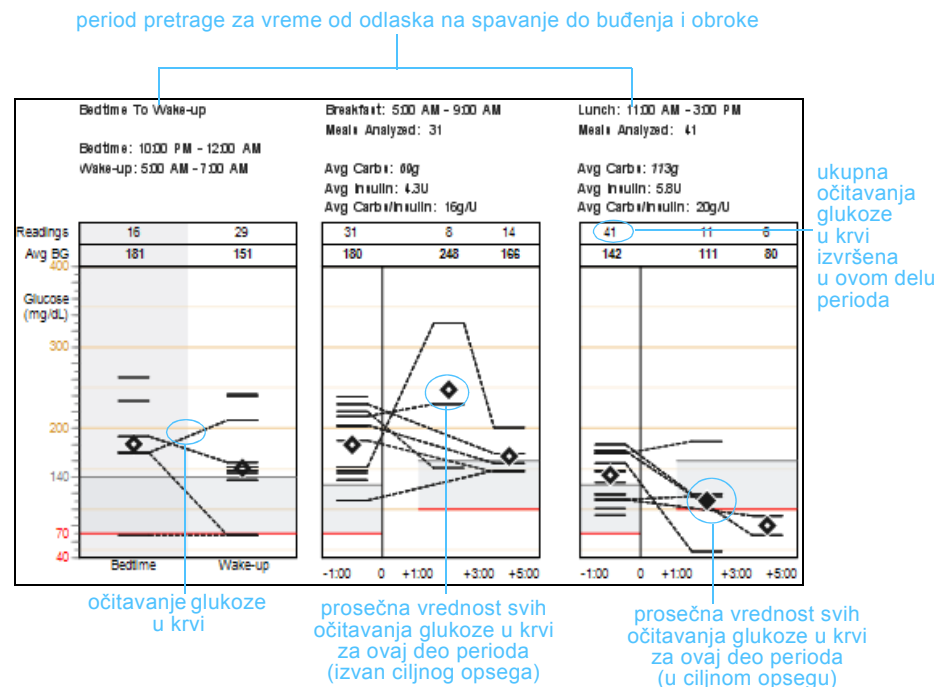 period pretrage za vreme od odlaska na spavanje do buđenja i obroke
Bedtime To Wake-up
Bedtime: 10:00 PM - 12:00 AM
Wake-up: 5:00 AM - 7:00 AM
Breakfast: 5:00 AM - 9:00 AM
Meals Analyzed: 31
Avg Carbs: 69g
Avg Insulin: 4.3U
Avg Carbs/Insulin: 16g/U
Lunch: 11:00 AM - 3:00 PM
Meals Analyzed: 41
Avg Carbs: 113g
Avg Insulin: 5.8U
Avg Carbs/Insulin: 20g/U
ukupna
očitavanja
glukoze
u krvi
izvršena
u ovom delu
perioda
Readings 16 29 31 8 14 41 11 6
Avg BG 181 151 180 248 166 142 111 80
400
Glucose
(mg/dL)
300
200
140
70
40
Bedtime Wake-up
-1:00 0 +1:00 +3:00 +5:00
-1:00 0 +1:00 +3:00 +5:00
očitavanje glukoze
u krvi
prosečna vrednost svih
očitavanja glukoze u krvi
za ovaj deo perioda
(izvan ciljnog opsega)
prosečna vrednost svih
očitavanja glukoze u krvi
za ovaj deo perioda
(u ciljnom opsegu)